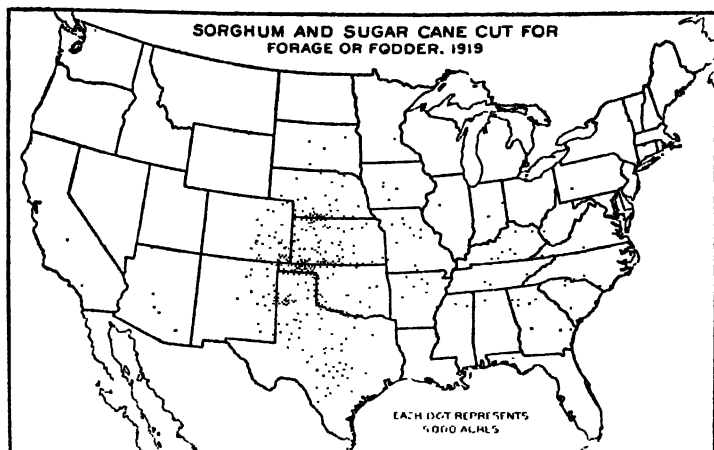 SORGHUM AND SUGAR CANE CUT FOR
FORAGE OR FODDER. 1919
EACH DOT REPRESENTS
5000 ACRES